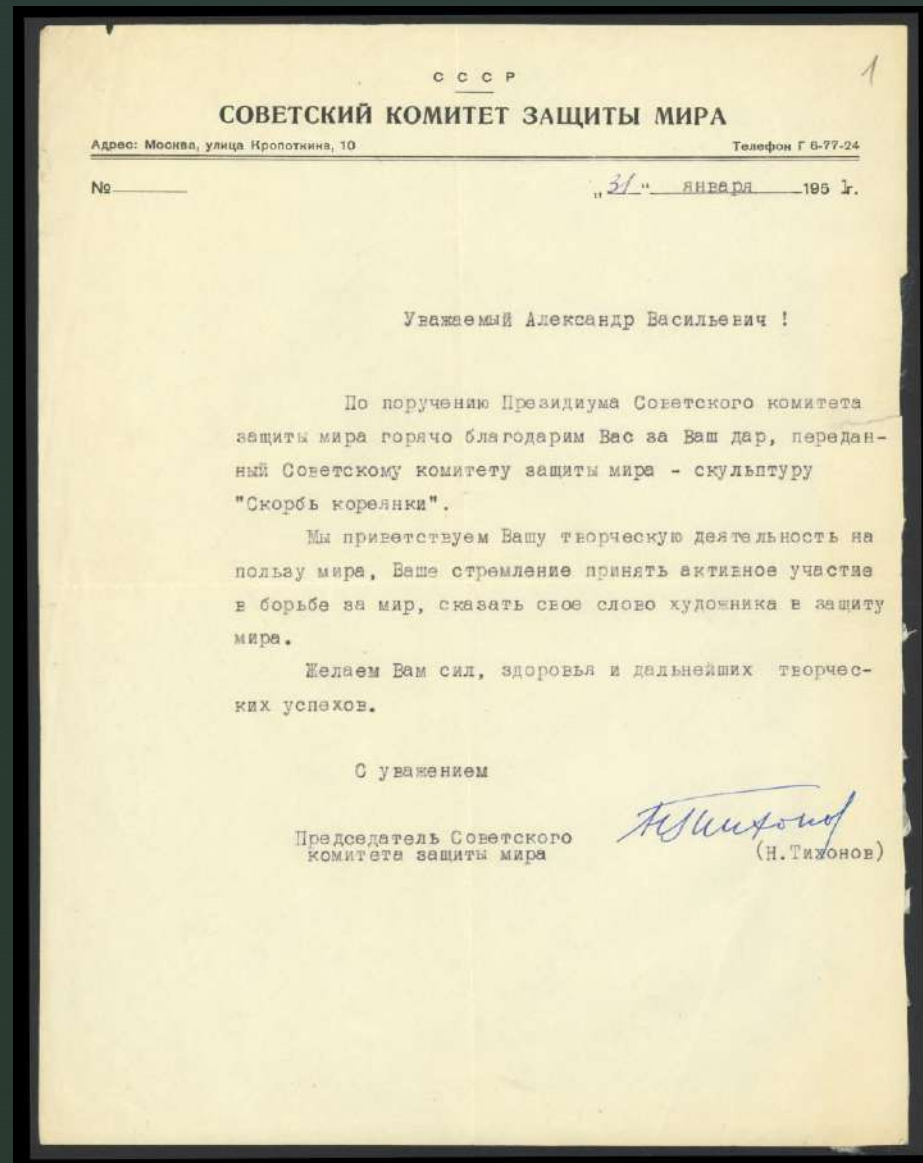 1
СССР
СОВЕТСКИЙ КОМИТЕТ ЗАЩИТЫ МИРА
Адрес: Москва, улица Кропоткина, 10 Телефон Г 6-77-24
№ „31" января 1951г.
Уважаемый Александр Васильевич !
По поручению Президиума Советского комитета
защиты мира горячо благодарим Вас за Ваш дар, передан-
ный Советскому комитету защиты мира - скульптуру
"Скорбь кореянки".
Мы приветствуем Вашу творческую деятельность на
пользу мира, Ваше стремление принять активное участие
в борьбе за мир, сказать свое слово художника в защиту
мира.
Желаем Вам сил, здоровья и дальнейших творчес-
ких успехов.
С уважением
Председатель Советского
комитета защиты мира
(Н.Тихонов)